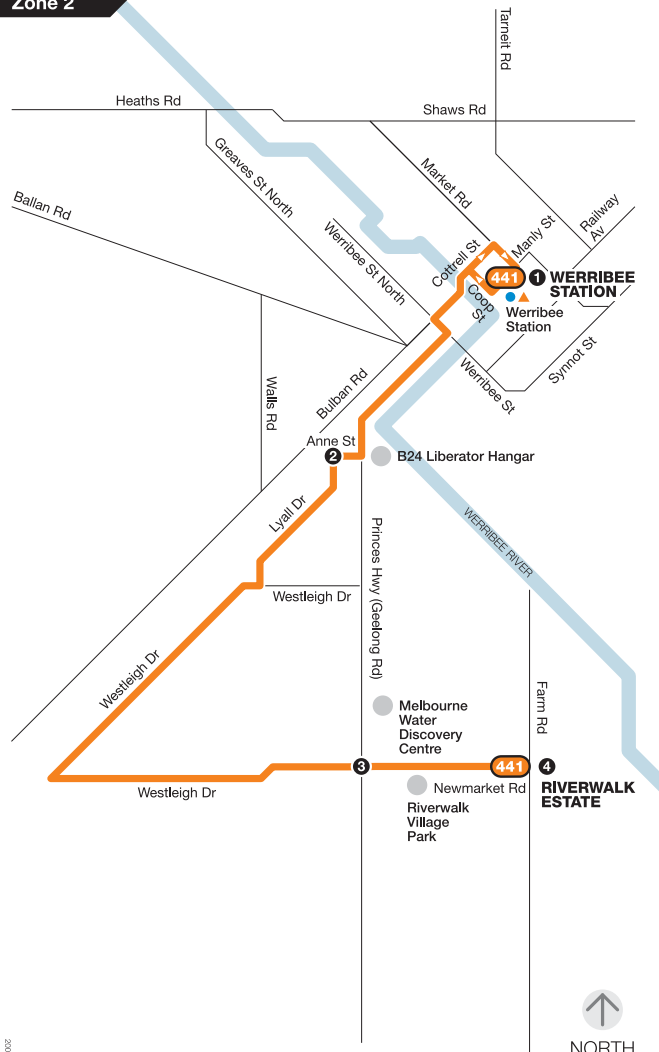 Zone 2
Tarneit Rd
Heaths Rd
Shaws Rd
Greaves St North
Market Rd
Ballan Rd
Werribee St North
Manly St
Railway
Av
Cottrell St
441
1
WERRIBEE
STATION
Coop
St
Werribee
Station
Synnot St
Werribee St
Bulban Rd
Walls Rd
Anne St
2
B24 Liberator Hangar
Lyall Dr
WERRIBEE RIVER
Princes Hwy (Geelong Rd)
Westleigh Dr
Westleigh Dr
Farm Rd
Melbourne
Water
Discovery
Centre
3
441
4
Westleigh Dr
Newmarket Rd
RIVERWALK
ESTATE
Riverwalk
Village
Park
NORTH
200